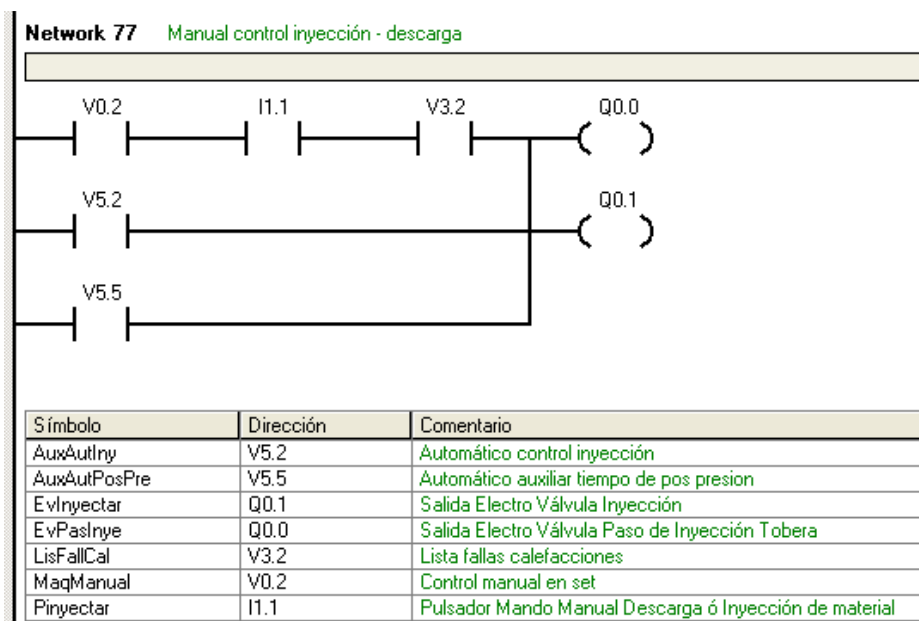 Network 77 Manual control inyección - descarga
V0.2 I1.1 V3.2 Q0.0
V5.2 Q0.1
V5.5
Símbolo Dirección Comentario
AuxAutIny V5.2 Automático control inyección
AuxAutPosPre V5.5 Automático auxiliar tiempo de pos presion
EvInyectar Q0.1 Salida Electro Válvula Inyección
EvPasInye Q0.0 Salida Electro Válvula Paso de Inyección Tobera
LisFallCal V3.2 Lista fallas calefacciones
MaqManual V0.2 Control manual en set
Pinyectar I1.1 Pulsador Mando Manual Descarga ó Inyección de material